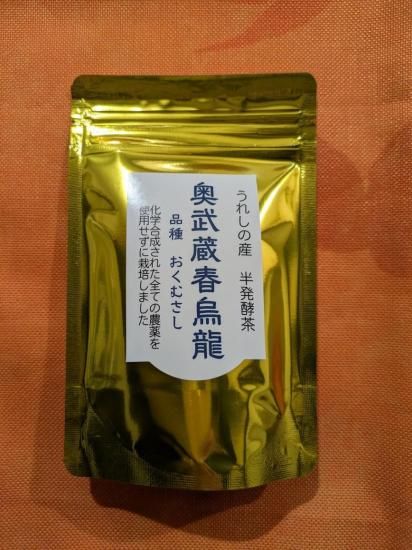 うれしの産 半発酵茶
奥武蔵春烏龍
品種 おくむさし
化学合成された全ての農薬を
使用せずに栽培しました